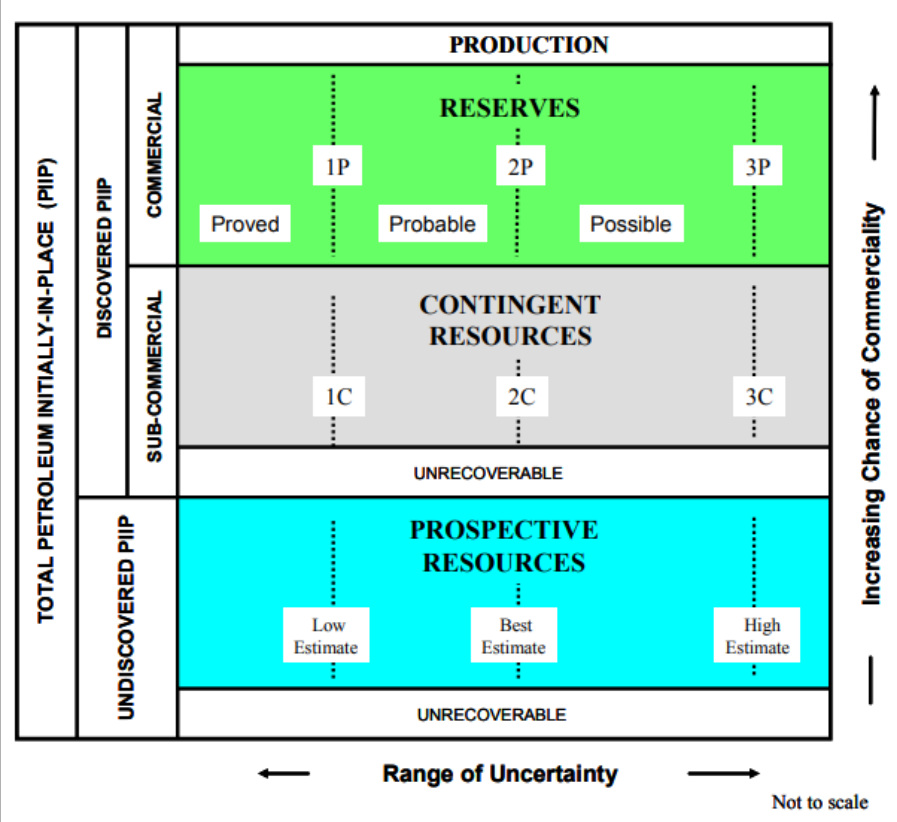 TOTAL PETROLEUM INITIALLY-IN-PLACE (PIIP)
DISCOVERED PIIP
UNDISCOVERED PIIP
COMMERCIAL
SUB-COMMERCIAL
PRODUCTION
RESERVES
1P
2P
3P
Proved
Probable
Possible
CONTINGENT
RESOURCES
1C
2C
3C
UNRECOVERABLE
PROSPECTIVE
RESOURCES
Low
Estimate
Best
Estimate
High
Estimate
UNRECOVERABLE
Increasing Chance of Commerciality
Range of Uncertainty
Not to scale